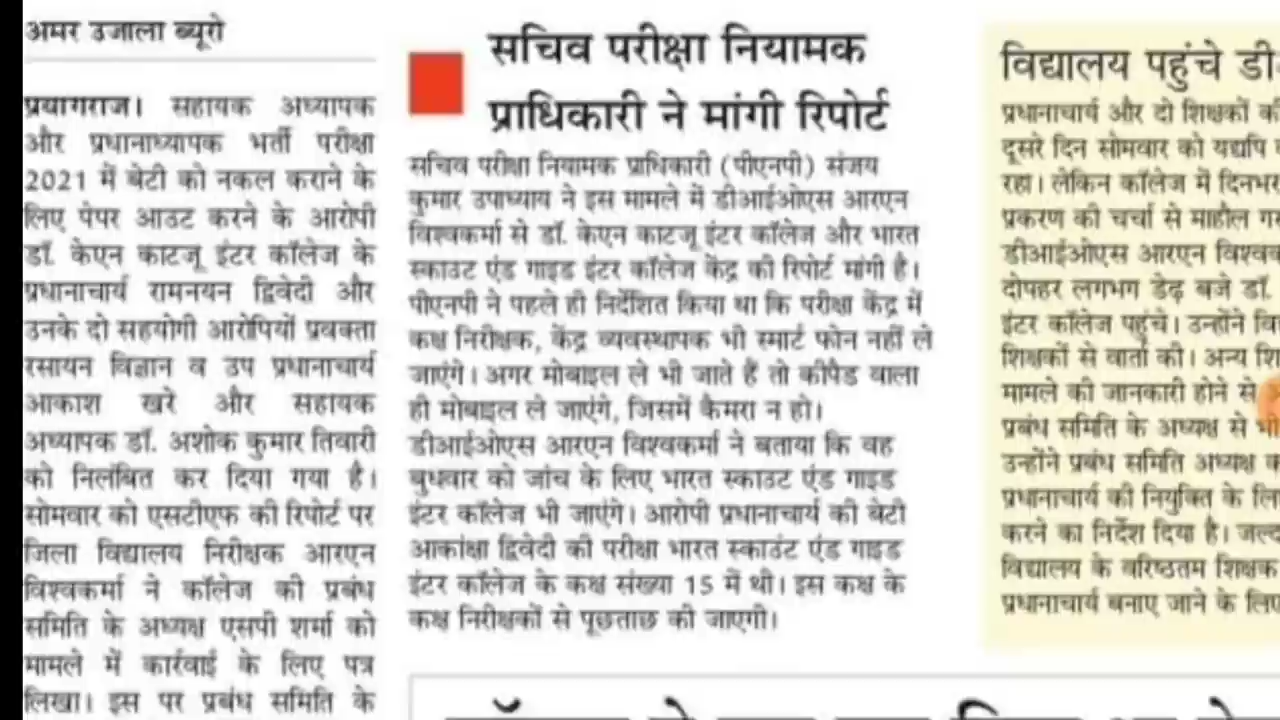 अमर उजाला ब्यूरो
प्रयागराज। सहायक अध्यापक
और प्रधानाध्यापक भर्ती परीक्षा
2021 में बेटी को नकल कराने के
लिए पेपर आउट करने के आरोपी
डॉ. केएन काटजू इंटर कॉलेज के
प्रधानाचार्य रामनयन द्विवेदी और
उनके दो सहयोगी आरोपियों प्रवक्ता
रसायन विज्ञान व उप प्रधानाचार्य
आकाश खरे और सहायक
अध्यापक डॉ. अशोक कुमार तिवारी
को निलंबित कर दिया गया है।
सोमवार को एसटीएफ की रिपोर्ट पर
जिला विद्यालय निरीक्षक आरएन
विश्वकर्मा ने कॉलेज की प्रबंध
समिति के अध्यक्ष एसपी शर्मा को
मामले में कार्रवाई के लिए पत्र
लिखा। इस पर प्रबंध समिति के
सचिव परीक्षा नियामक
प्राधिकारी ने मांगी रिपोर्ट
सचिव परीक्षा नियामक प्राधिकारी (पीएनपी) संजय
कुमार उपाध्याय ने इस मामले में डीआईओएस आरएन
विश्वकर्मा से डॉ. केएन काटजू इंटर कॉलेज और भारत
स्काउट एंड गाइड इंटर कॉलेज केंद्र की रिपोर्ट मांगी है।
पीएनपी ने पहले ही निर्देशित किया था कि परीक्षा केंद्र में
कक्ष निरीक्षक, केंद्र व्यवस्थापक भी स्मार्ट फोन नहीं ले
जाएंगे। अगर मोबाइल ले भी जाते हैं तो कीपैड वाला
ही मोबाइल ले जाएंगे, जिसमें कैमरा न हो।
डीआईओएस आरएन विश्वकर्मा ने बताया कि वह
बुधवार को जांच के लिए भारत स्काउट एंड गाइड
इंटर कॉलेज भी जाएंगे। आरोपी प्रधानाचार्य की बेटी
आकांक्षा द्विवेदी की परीक्षा भारत स्काउंट एंड गाइड
इंटर कॉलेज के कक्ष संख्या 15 में थी। इस कक्ष के
कक्ष निरीक्षकों से पूछताछ की जाएगी।
विद्यालय पहुंचे
प्रधानाचार्य और दो शिक्षकों
दूसरे दिन सोमवार को यद्यपि
रहा। लेकिन कॉलेज में दिनभर
प्रकरण की चर्चा से माहौल
डीआईओएस आरएन
दोपहर लगभग डेढ़ बजे डॉ.
इंटर कॉलेज पहुंचे। उन्होंने
शिक्षकों से वार्ता की। अन्य
मामले की जानकारी होने से
प्रबंध समिति के अध्यक्ष से
उन्होंने प्रबंध समिति अध्यक्ष
प्रधानाचार्य की नियुक्ति के
करने का निर्देश दिया है।
विद्यालय के वरिष्ठतम शिक्षक
प्रधानाचार्य बनाए जाने के